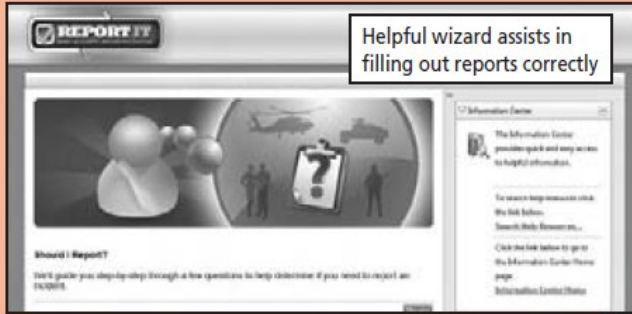 REPORT IT
Helpful wizard assists in
filling out reports correctly
Information Center
The Information Center
provides quick and easy access
to helpful information.
To search help resources click
the link below.
Search Help Resources...
Click the link below to go to
the Information Center Home
page.
Information Center Home
Should I Report?
We'll guide you step-by-step through a few questions to help determine if you need to report an
incident.